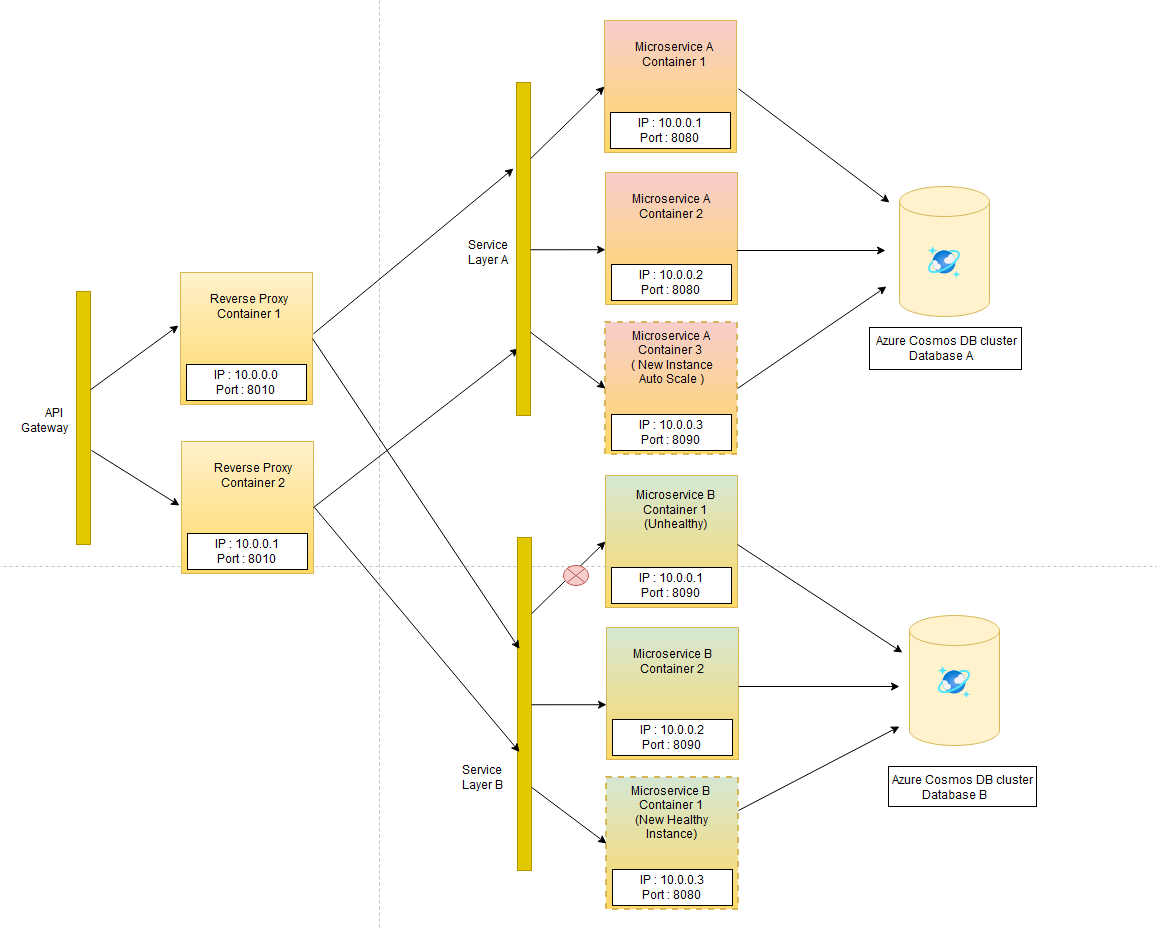 API
Gateway
Reverse Proxy
Container 1
IP : 10.0.0.0
Port : 8010
Reverse Proxy
Container 2
IP : 10.0.0.1
Port : 8010
Service
Layer A
Microservice A
Container 1
IP : 10.0.0.1
Port : 8080
Microservice A
Container 2
IP : 10.0.0.2
Port : 8080
Microservice A
Container 3
( New Instance
Auto Scale )
IP : 10.0.0.3
Port : 8090
Azure Cosmos DB cluster
Database A
Service
Layer B
Microservice B
Container 1
(Unhealthy)
IP : 10.0.0.1
Port : 8090
Microservice B
Container 2
IP : 10.0.0.2
Port : 8090
Microservice B
Container 1
(New Healthy
Instance)
IP : 10.0.0.3
Port : 8080
Azure Cosmos DB cluster
Database B